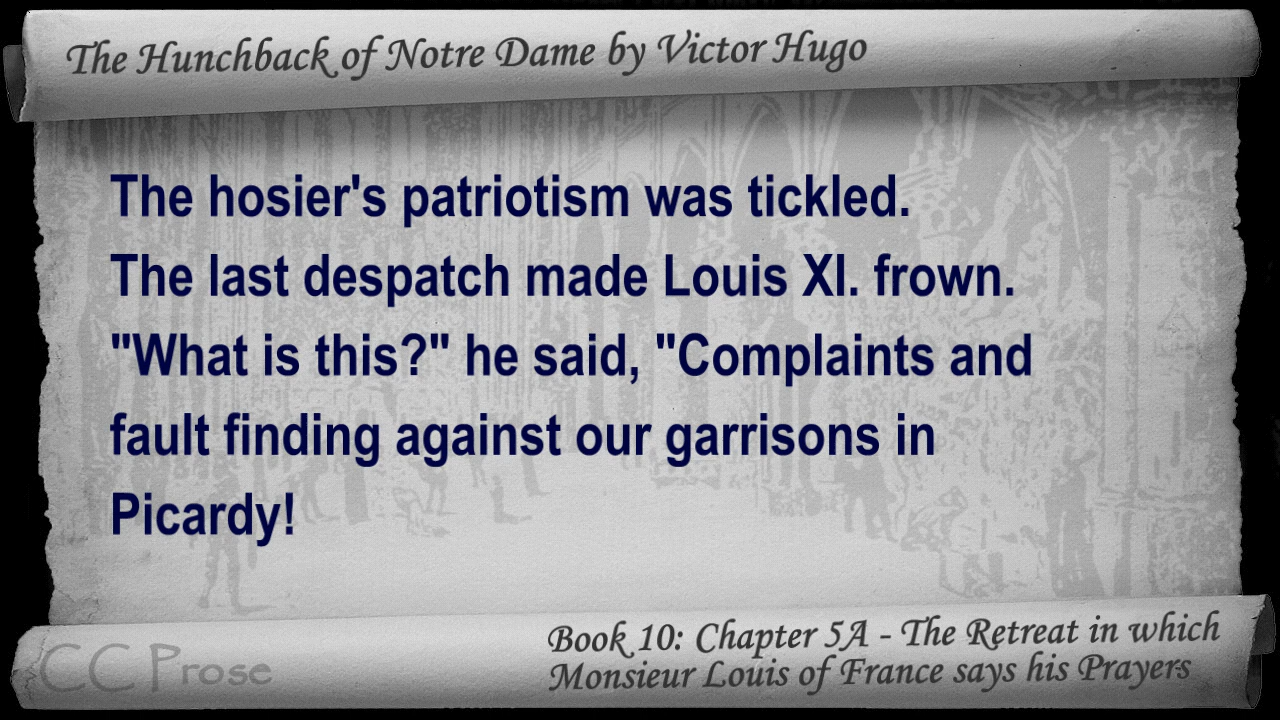 The Hunchback of Notre Dame by Victor Hugo
The hosier's patriotism was tickled.
The last despatch made Louis XI. frown.
"What is this?" he said, "Complaints and
fault finding against our garrisons in
Picardy!
CC Prose
Book 10: Chapter 5A - The Retreat in which
Monsieur Louis of France says his Prayers